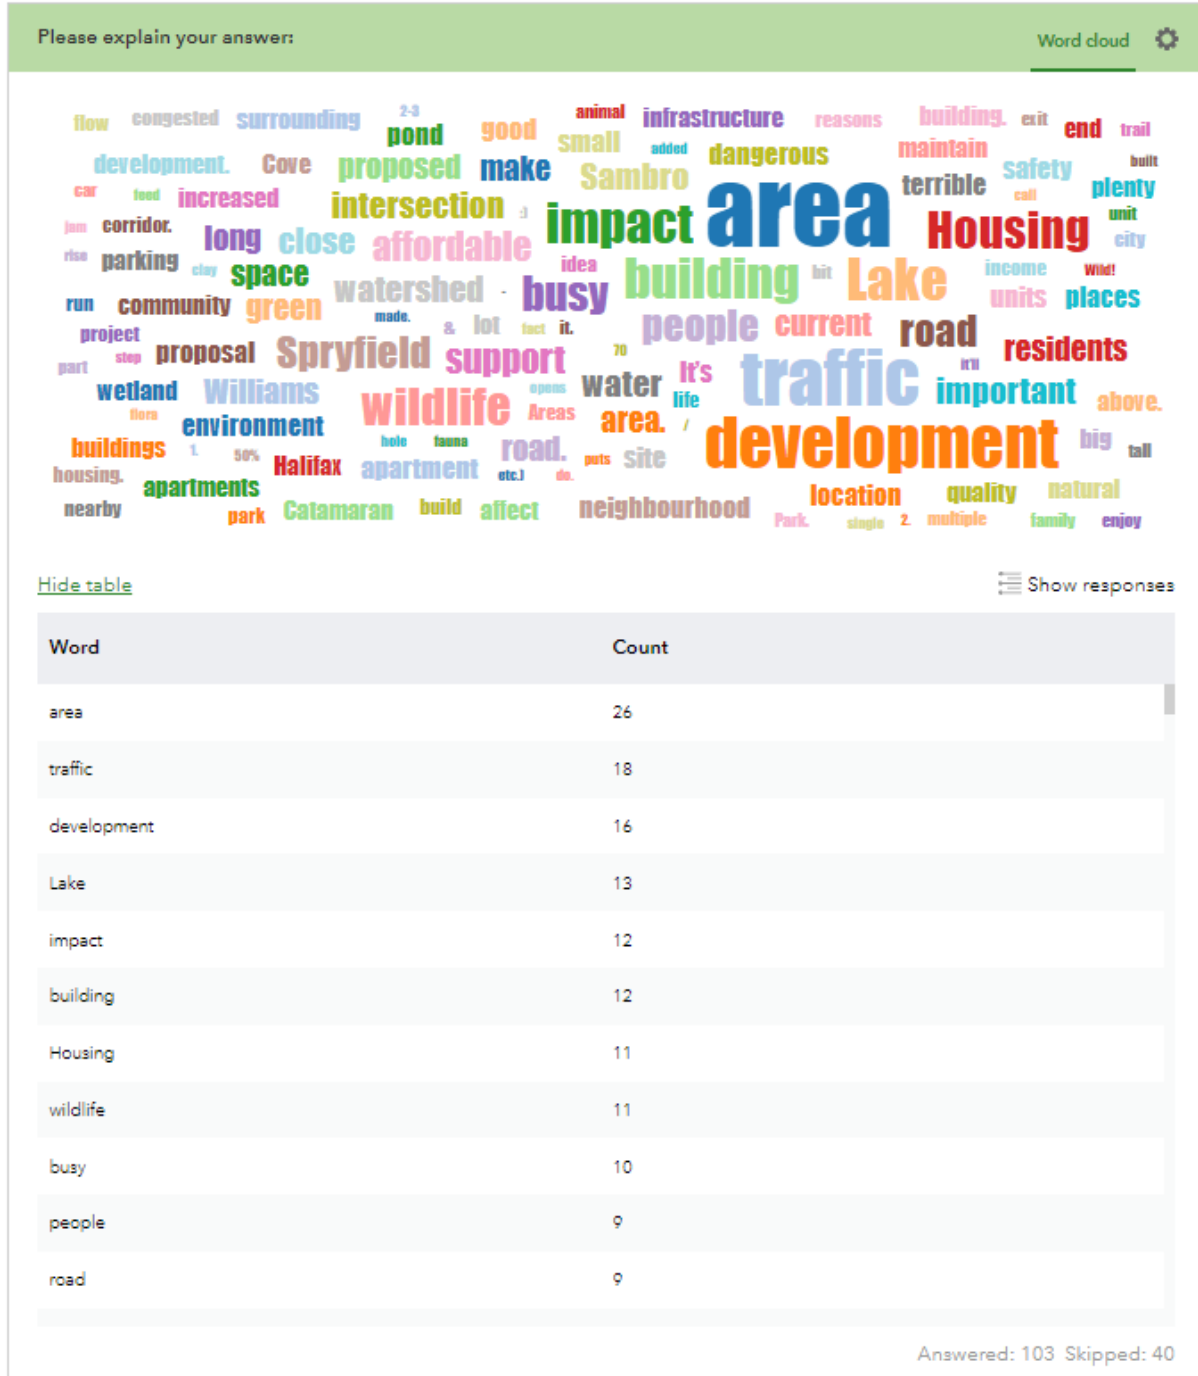 Please explain your answer:
Word cloud
flow congested surrounding 2-3 pond good animal small infrastructure added reasons building. exit end trail
development. Cove proposed make Sambro dangerous maintain terrible safety built plenty
car feed increased intersection :) impact area Housing call unit city
jam corridor. long close affordable
rise parking clay space watershed - busy idea building bit Lake income Wild! units places
run community green made. & lot fact it. people current road residents
project part step proposal Spryfield support 70 It's traffic it'll
wetland Williams wildlife opens water life important above.
flora environment Areas area. /
buildings 1. 50% hole fauna road. puts site development big tall
housing. Halifax apartment etc.) do.
apartments location quality natural
nearby park Catamaran build affect neighbourhood Park. single 2. multiple family enjoy
Hide table
Show responses
Word Count
area 26
traffic 18
development 16
Lake 13
impact 12
building 12
Housing 11
wildlife 11
busy 10
people 9
road 9
Answered: 103 Skipped: 40